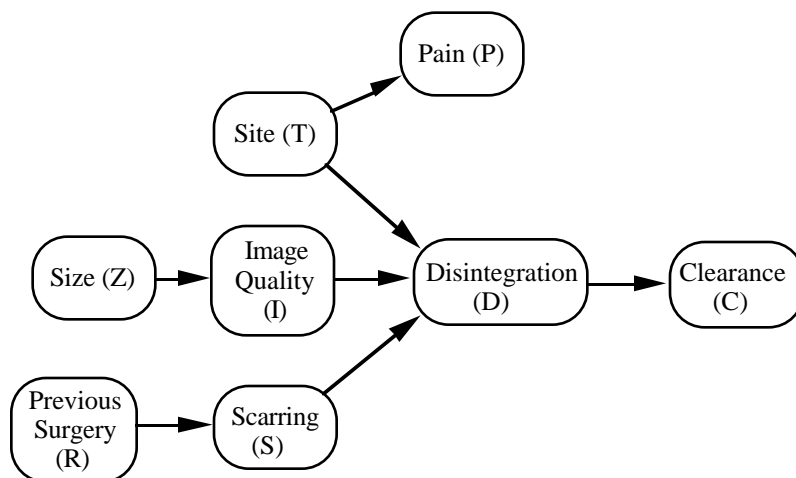 Pain (P)
Site (T)
Size (Z)
Image
Quality
(I)
Disintegration
(D)
Clearance
(C)
Previous
Surgery
(R)
Scarring
(S)